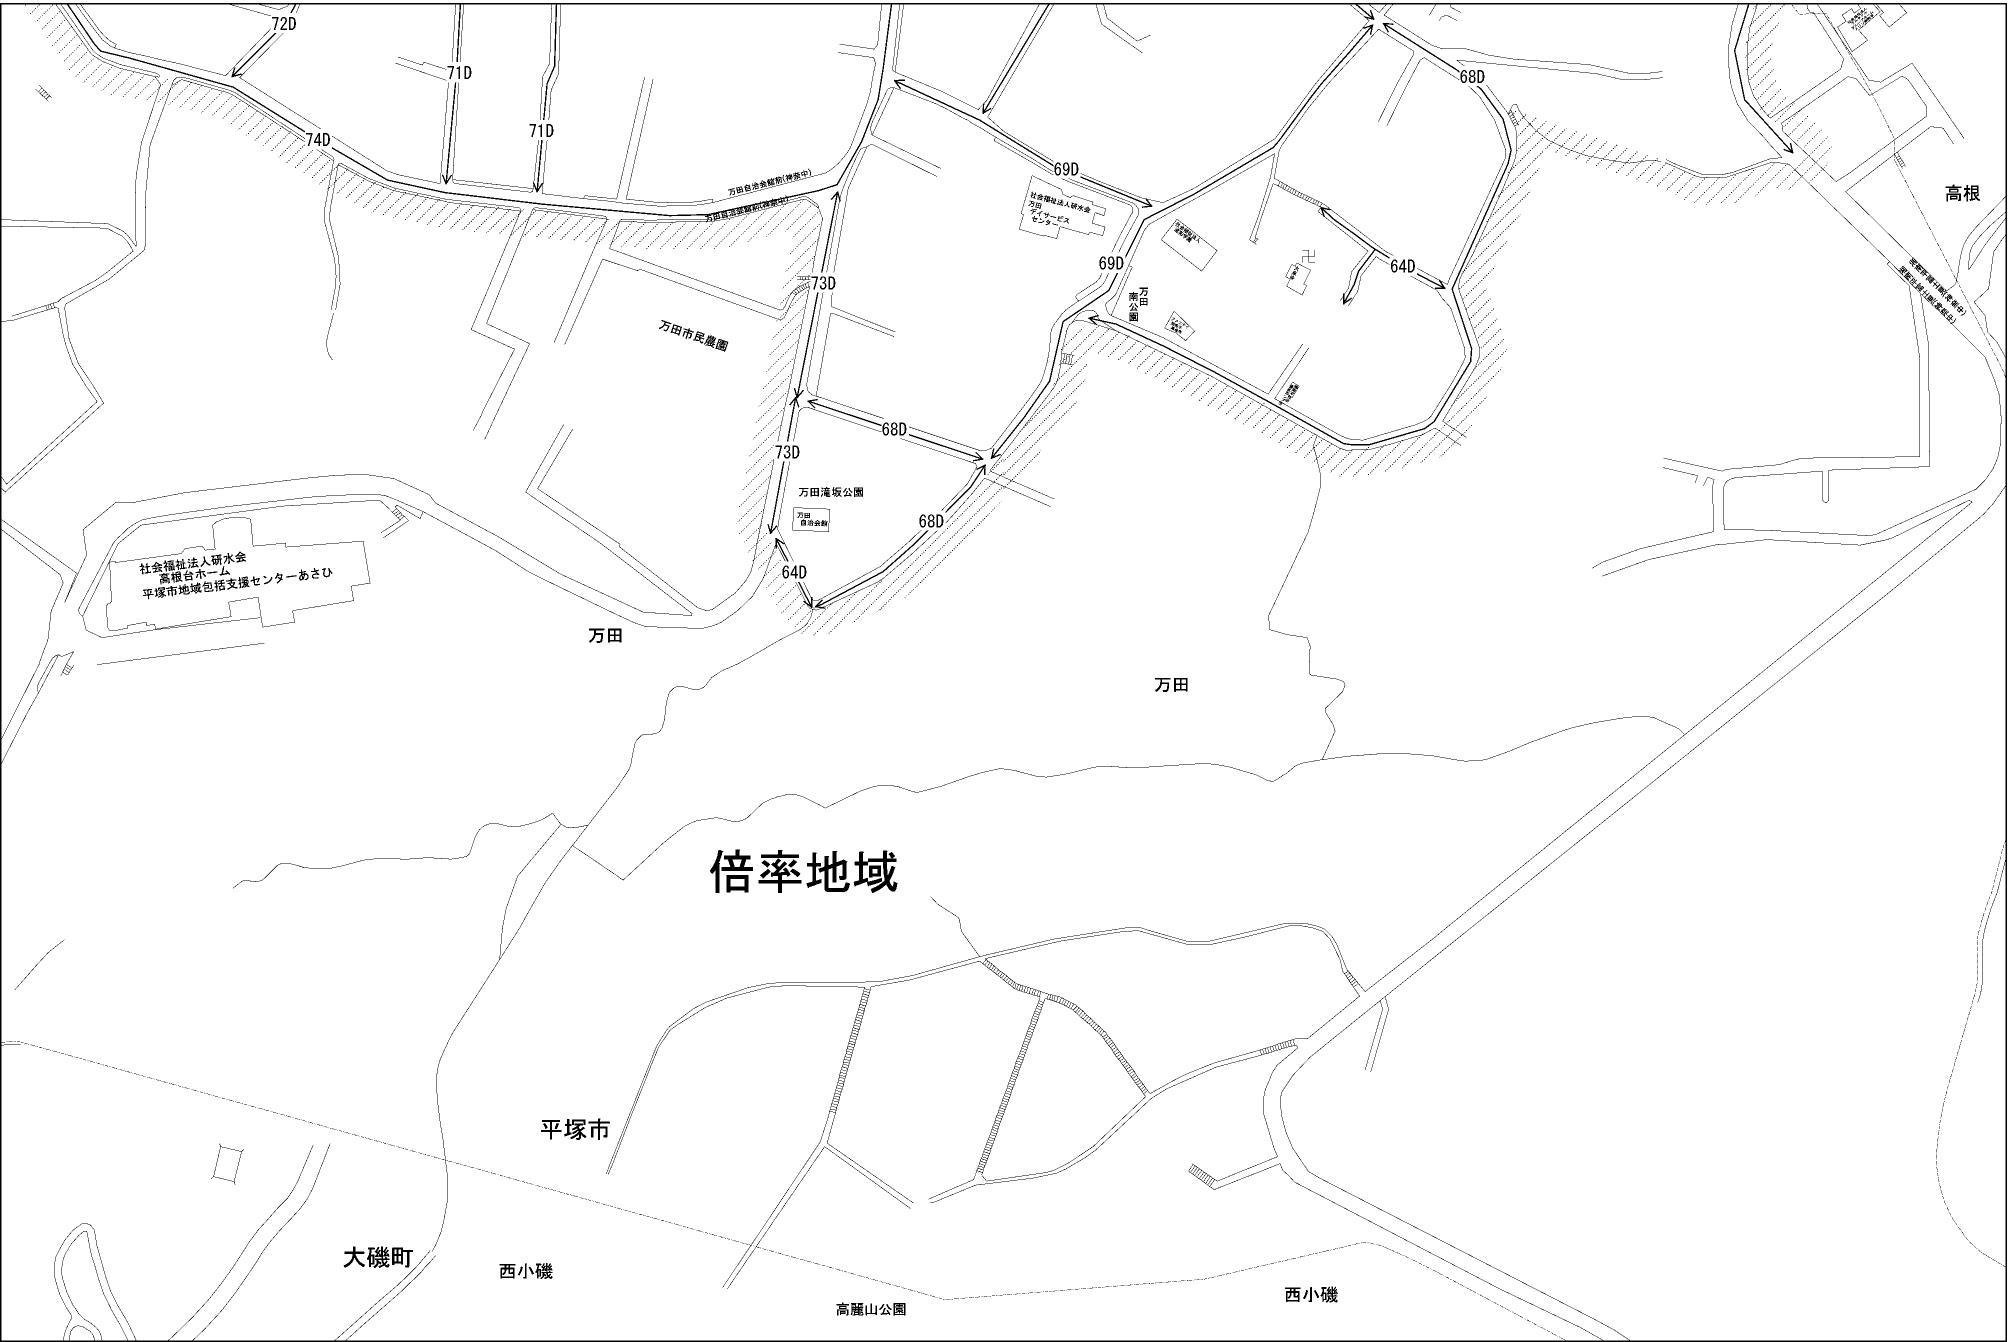 72D
71D
68D
74D
71D
万田自治会館前(神奈中)
万田自治会館前(神奈中)
69D
社会福祉法人研水会
万田
デイサービス
センター
高根
69D
64D
73D
万田
南公園
万田市民農園
68D
73D
万田滝坂公園
万田
自治会館
68D
64D
社会福祉法人研水会
高根台ホーム
平塚市地域包括支援センターあさひ
万田
万田
倍率地域
平塚市
大磯町
西小磯
西小磯
高麗山公園